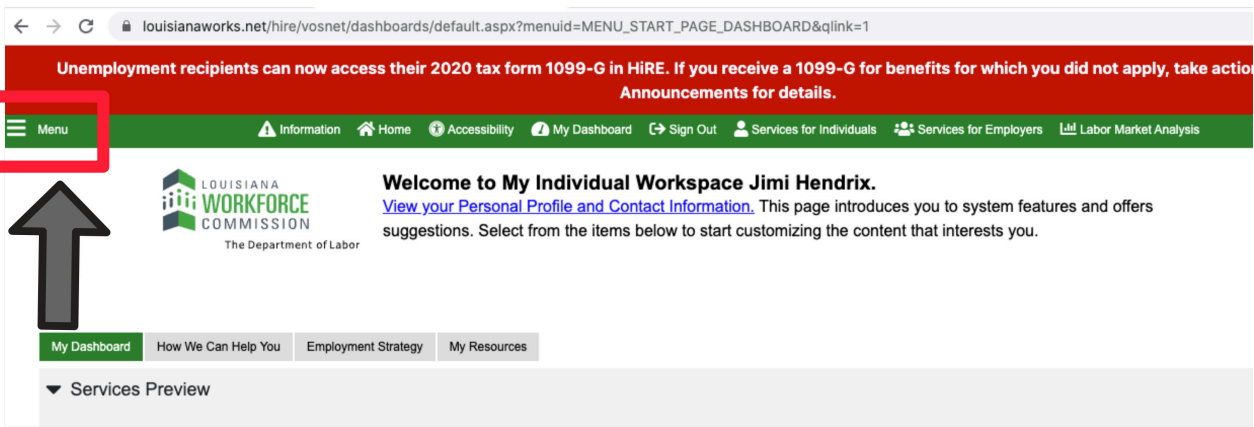 louisianaworks.net/hire/vosnet/dashboards/default.aspx?menuid=MENU_START_PAGE_DASHBOARD&qlink=1
Unemployment recipients can now access their 2020 tax form 1099-G in HiRE. If you receive a 1099-G for benefits for which you did not apply, take action
Announcements for details.
Menu Information Home Accessibility My Dashboard Sign Out Services for Individuals Services for Employers Labor Market Analysis
LOUISIANA
WORKFORCE
COMMISSION
The Department of Labor
Welcome to My Individual Workspace Jimi Hendrix.
View your Personal Profile and Contact Information. This page introduces you to system features and offers
suggestions. Select from the items below to start customizing the content that interests you.
My Dashboard How We Can Help You Employment Strategy My Resources
Services Preview